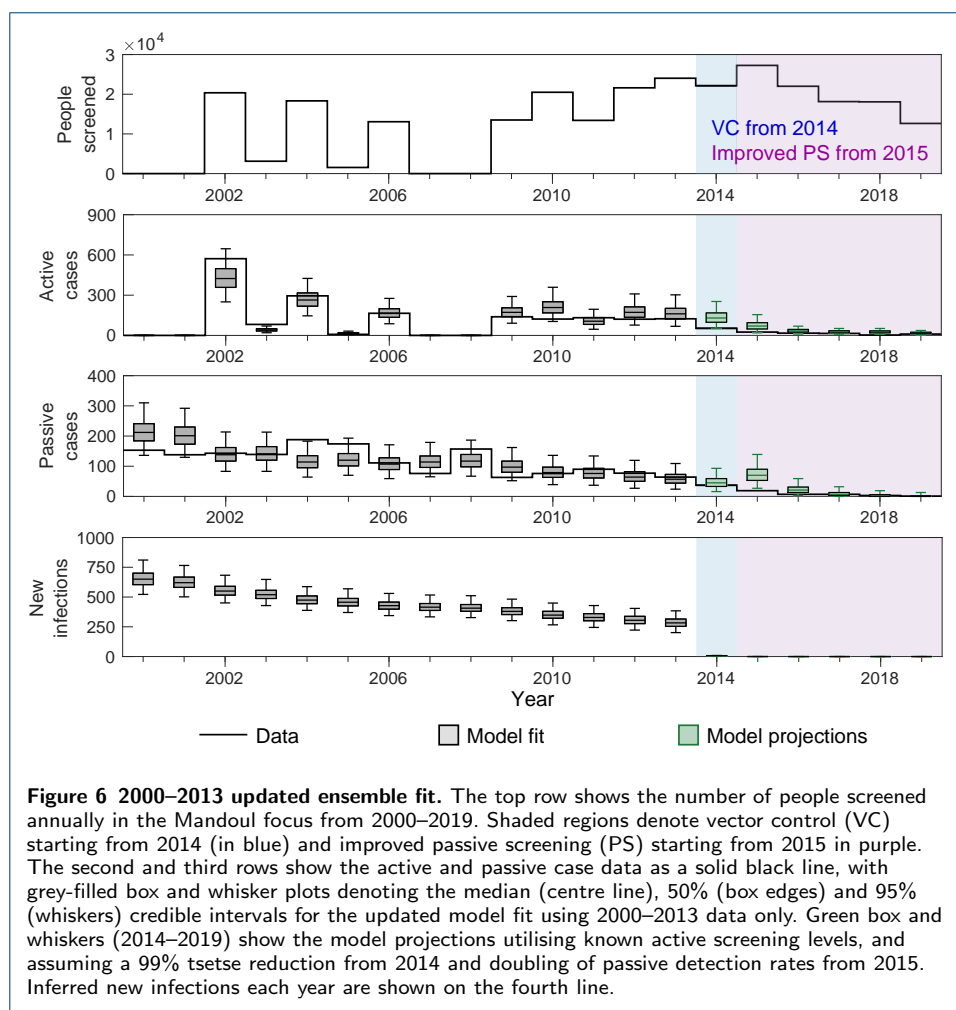 ×10⁴
3
2
1
0
People
screened
VC from 2014
Improved PS from 2015
2002 2006 2010 2014 2018
900
600
300
0
Active
cases
2002 2006 2010 2014 2018
400
300
200
100
0
Passive
cases
2002 2006 2010 2014 2018
1000
750
500
250
0
New
infections
2002 2006 2010 2014 2018
Year
Data Model fit Model projections
Figure 6 2000–2013 updated ensemble fit. The top row shows the number of people screened
annually in the Mandoul focus from 2000–2019. Shaded regions denote vector control (VC)
starting from 2014 (in blue) and improved passive screening (PS) starting from 2015 in purple.
The second and third rows show the active and passive case data as a solid black line, with
grey-filled box and whisker plots denoting the median (centre line), 50% (box edges) and 95%
(whiskers) credible intervals for the updated model fit using 2000–2013 data only. Green box and
whiskers (2014–2019) show the model projections utilising known active screening levels, and
assuming a 99% tsetse reduction from 2014 and doubling of passive detection rates from 2015.
Inferred new infections each year are shown on the fourth line.